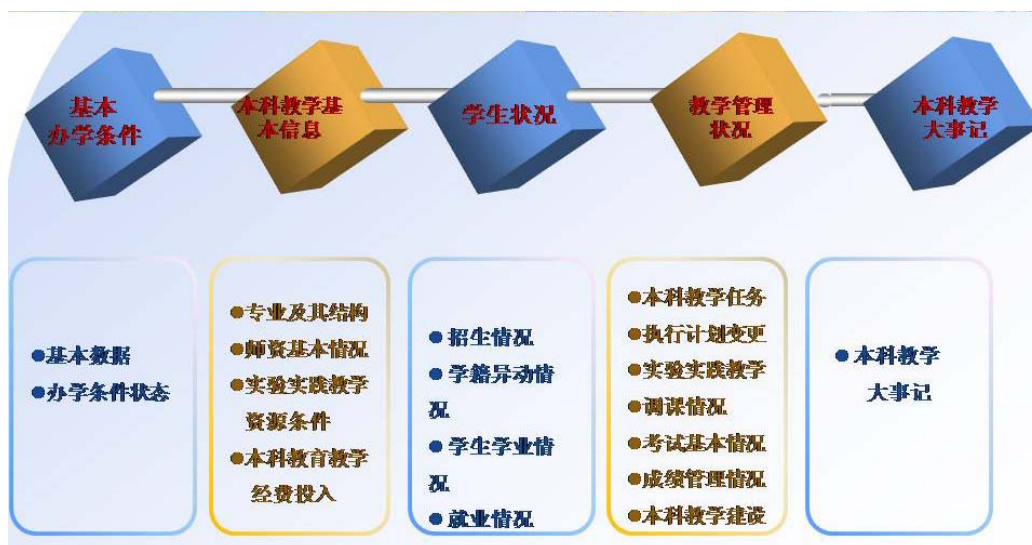 基本
办学条件
本科教学基
本信息
学生状况
教学管理
状况
本科教学
大事记
●基本数据
●办学条件状态
●专业及其结构
●师资基本情况
●实验实践教学
资源条件
●本科教育教学
经费投入
●招生情况
●学籍异动情
况
●学生学业情
况
●就业情况
●本科教学任务
●执行计划变更
●实验实践教学
●调课情况
●考试基本情况
●成绩管理情况
●本科教学建设
●本科教学
大事记